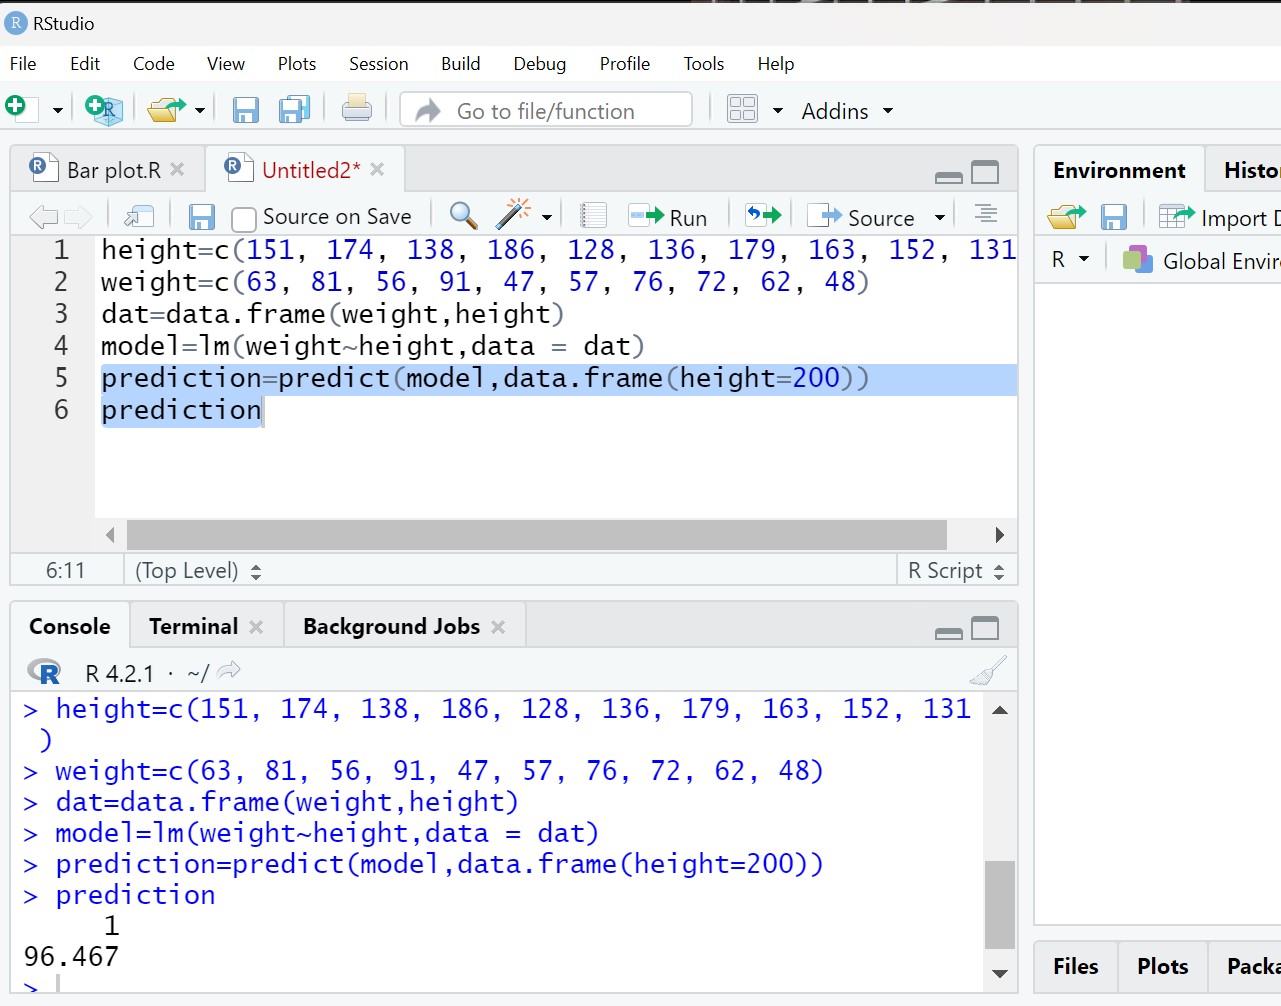 RStudio
File Edit Code View Plots Session Build Debug Profile Tools Help
Go to file/function Addins
Bar plot.R Untitled2*
Source on Save Run Source
1 height=c(151, 174, 138, 186, 128, 136, 179, 163, 152, 131
2 weight=c(63, 81, 56, 91, 47, 57, 76, 72, 62, 48)
3 dat=data.frame(weight,height)
4 model=lm(weight~height,data = dat)
5 prediction=predict(model,data.frame(height=200))
6 prediction
6:11 (Top Level) R Script
Console Terminal Background Jobs
R 4.2.1 · ~/
> height=c(151, 174, 138, 186, 128, 136, 179, 163, 152, 131
)
> weight=c(63, 81, 56, 91, 47, 57, 76, 72, 62, 48)
> dat=data.frame(weight,height)
> model=lm(weight~height,data = dat)
> prediction=predict(model,data.frame(height=200))
> prediction
1
96.467
>
Environment Histo
Import D
R Global Enviro
Files Plots Packa